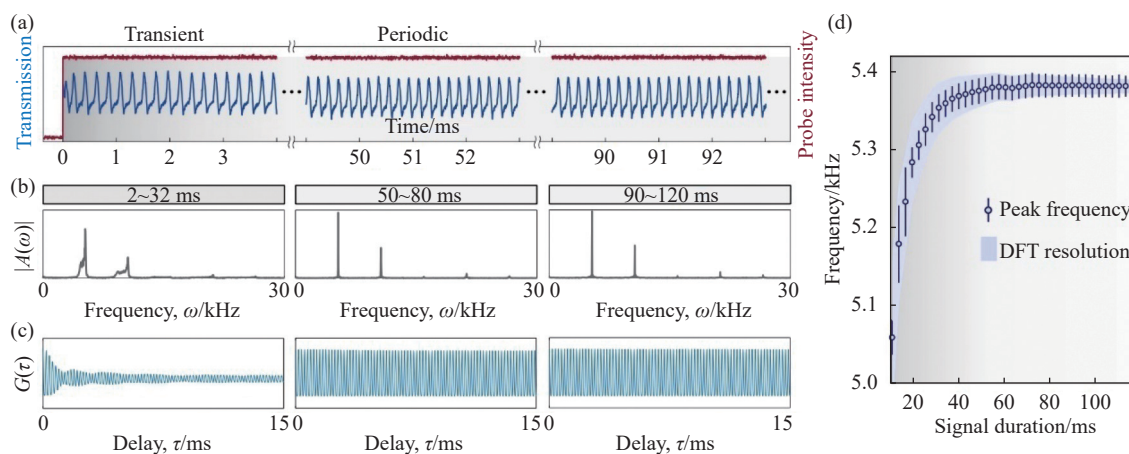 (a)
Transient
Periodic
Transmission
Probe intensity
Time/ms
0 1 2 3 50 51 52 90 91 92
(b)
2~32 ms
50~80 ms
90~120 ms
|A(ω)|
0 30 0 30 0 30
Frequency, ω/kHz
Frequency, ω/kHz
Frequency, ω/kHz
(c)
G(τ)
0 15 0 15 0 15
Delay, τ/ms
Delay, τ/ms
Delay, τ/ms
(d)
Frequency/kHz
5.4
5.3
5.2
5.1
5.0
Peak frequency
DFT resolution
20 40 60 80 100
Signal duration/ms